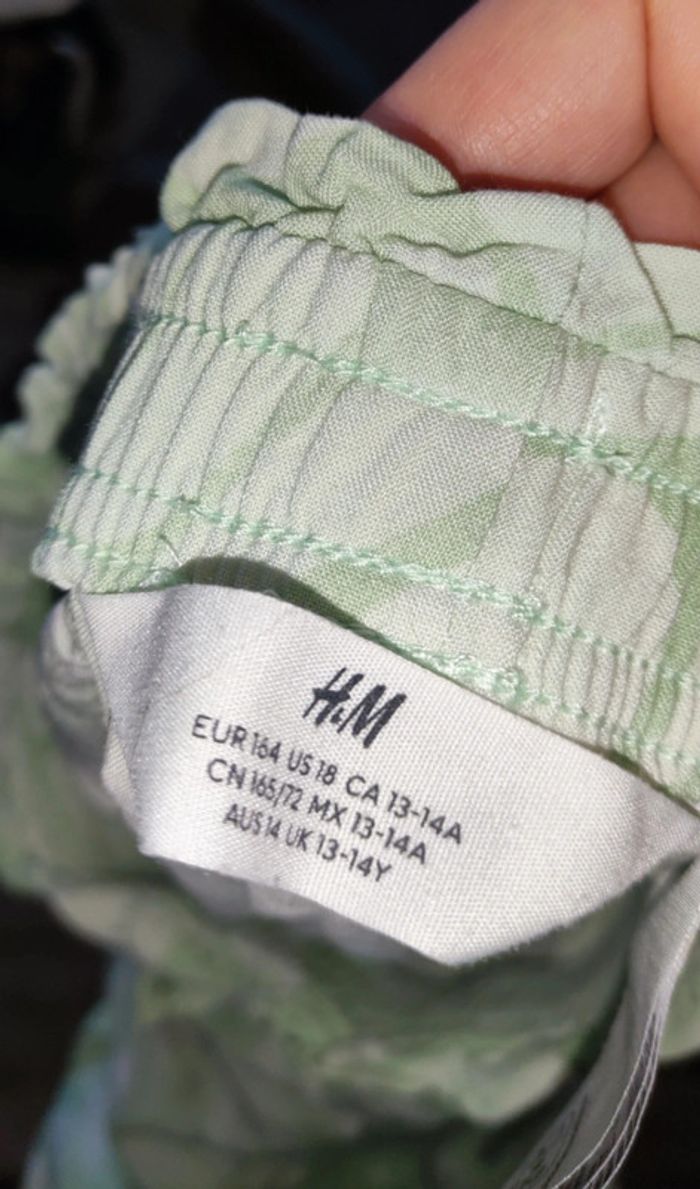 H&M
EUR 164 US 18 CA 13-14A
CN 165/72 MX 13-14A
AUS 14 UK 13-14Y